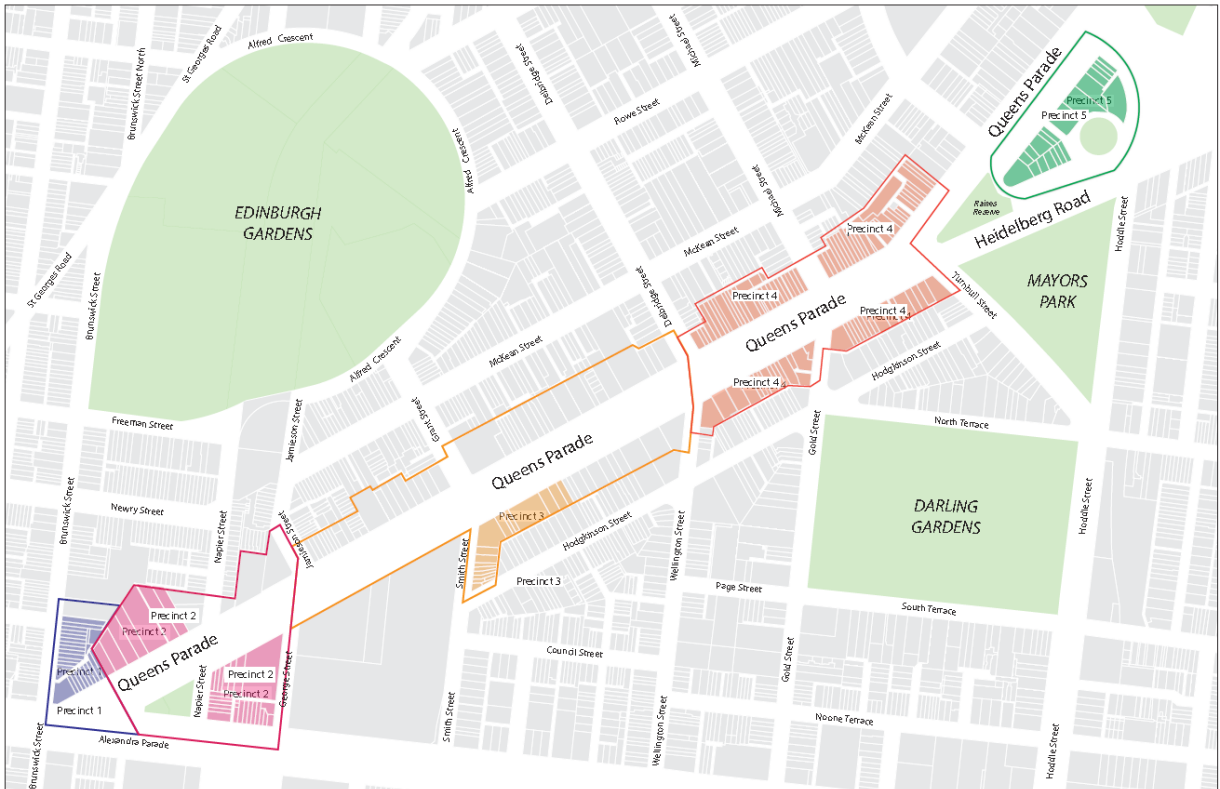 Alfred Crescent
St Georges Road
Brunswick Street North
Delbridge Street
Michael Street
Michael Street
Queens Parade
Precinct 5
Precinct 5
Rowe Street
McKean Street
Alfred Crescent
Michael Street
EDINBURGH
GARDENS
Raines
Reserve
Heidelberg Road
Hoddle Street
Precinct 4
McKean Street
St Georges Road
Brunswick Street
Delbridge Street
Precinct 4
Queens Parade
Precinct 4
Turnbull Street
MAYORS
PARK
McKean Street
Alfred Crescent
Hodgkinson Street
Precinct 4
Freeman Street
Jamieson Street
Grant Street
Queens Parade
Gold Street
North Terrace
Brunswick Street
Newry Street
Napier Street
Jamieson Street
Precinct 3
Smith Street
Hodgkinson Street
Precinct 3
Wellington Street
DARLING
GARDENS
Hoddle Street
Page Street
South Terrace
Precinct 2
Precinct 2
Queens Parade
Precinct
Precinct 1
Napier Street
Precinct 2
Precinct 2
George Street
Council Street
Gold Street
Smith Street
Wellington Street
Noone Terrace
Hoddle Street
Alexandra Parade
Brunswick Street